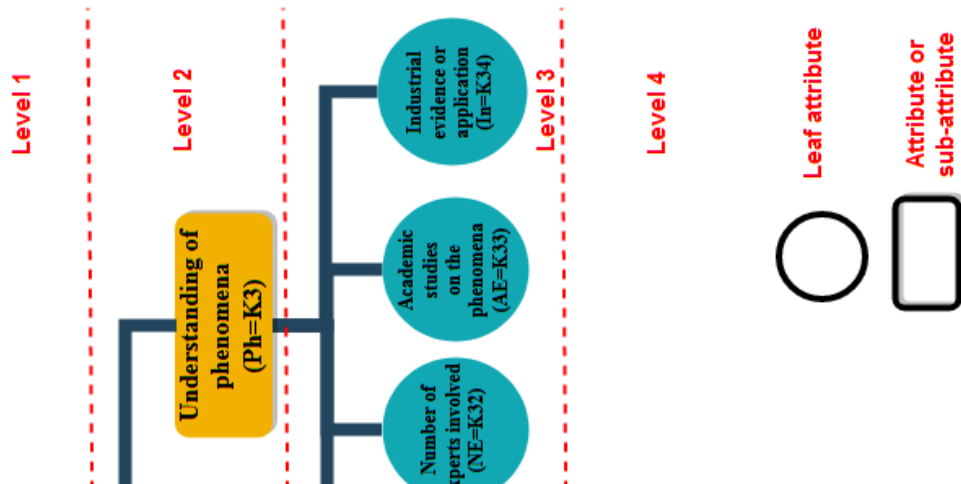 Level 1
Level 2
Level 3
Level 4
Understanding of
phenomena
(Ph=K3)
Industrial
evidence or
application
(In=K34)
Academic
studies
on the
phenomena
(AE=K33)
Number of
xperts involved
(NE=K32)
Leaf attribute
Attribute or
sub-attribute